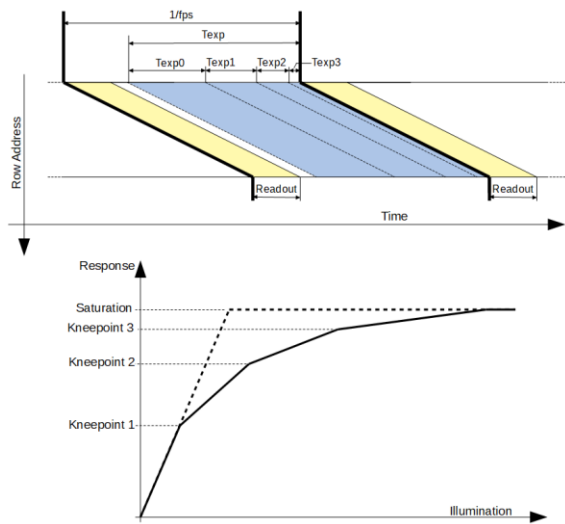 1/fps
Texp
Texp0 Texp1 Texp2 Texp3
Row Address
Readout Readout
Time
Response
Saturation
Kneepoint 3
Kneepoint 2
Kneepoint 1
Illumination